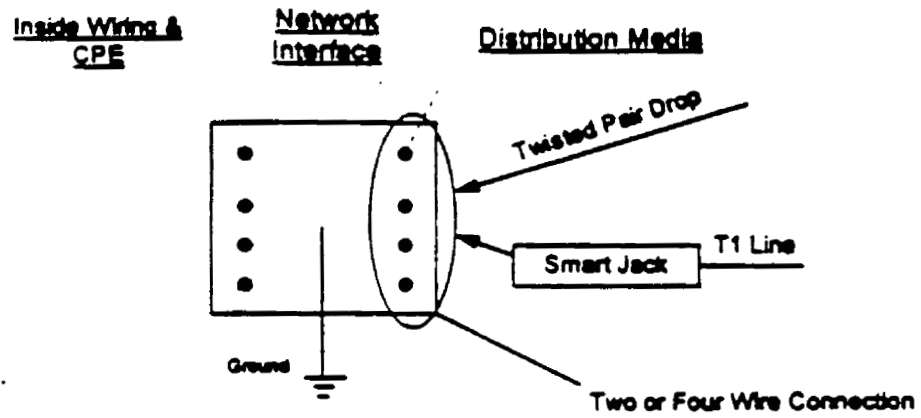 Inside Wiring &
CPE
Network
Interface
Distribution Media
Twisted Pair Drop
T1 Line
Smart Jack
Ground
Two or Four Wire Connection